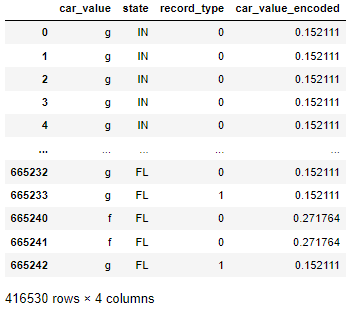 car_value state record_type car_value_encoded
0 g IN 0 0.152111
1 g IN 0 0.152111
2 g IN 0 0.152111
3 g IN 0 0.152111
4 g IN 0 0.152111
... ... ... ... ...
665232 g FL 0 0.152111
665233 g FL 1 0.152111
665240 f FL 0 0.271764
665241 f FL 0 0.271764
665242 g FL 1 0.152111
416530 rows × 4 columns